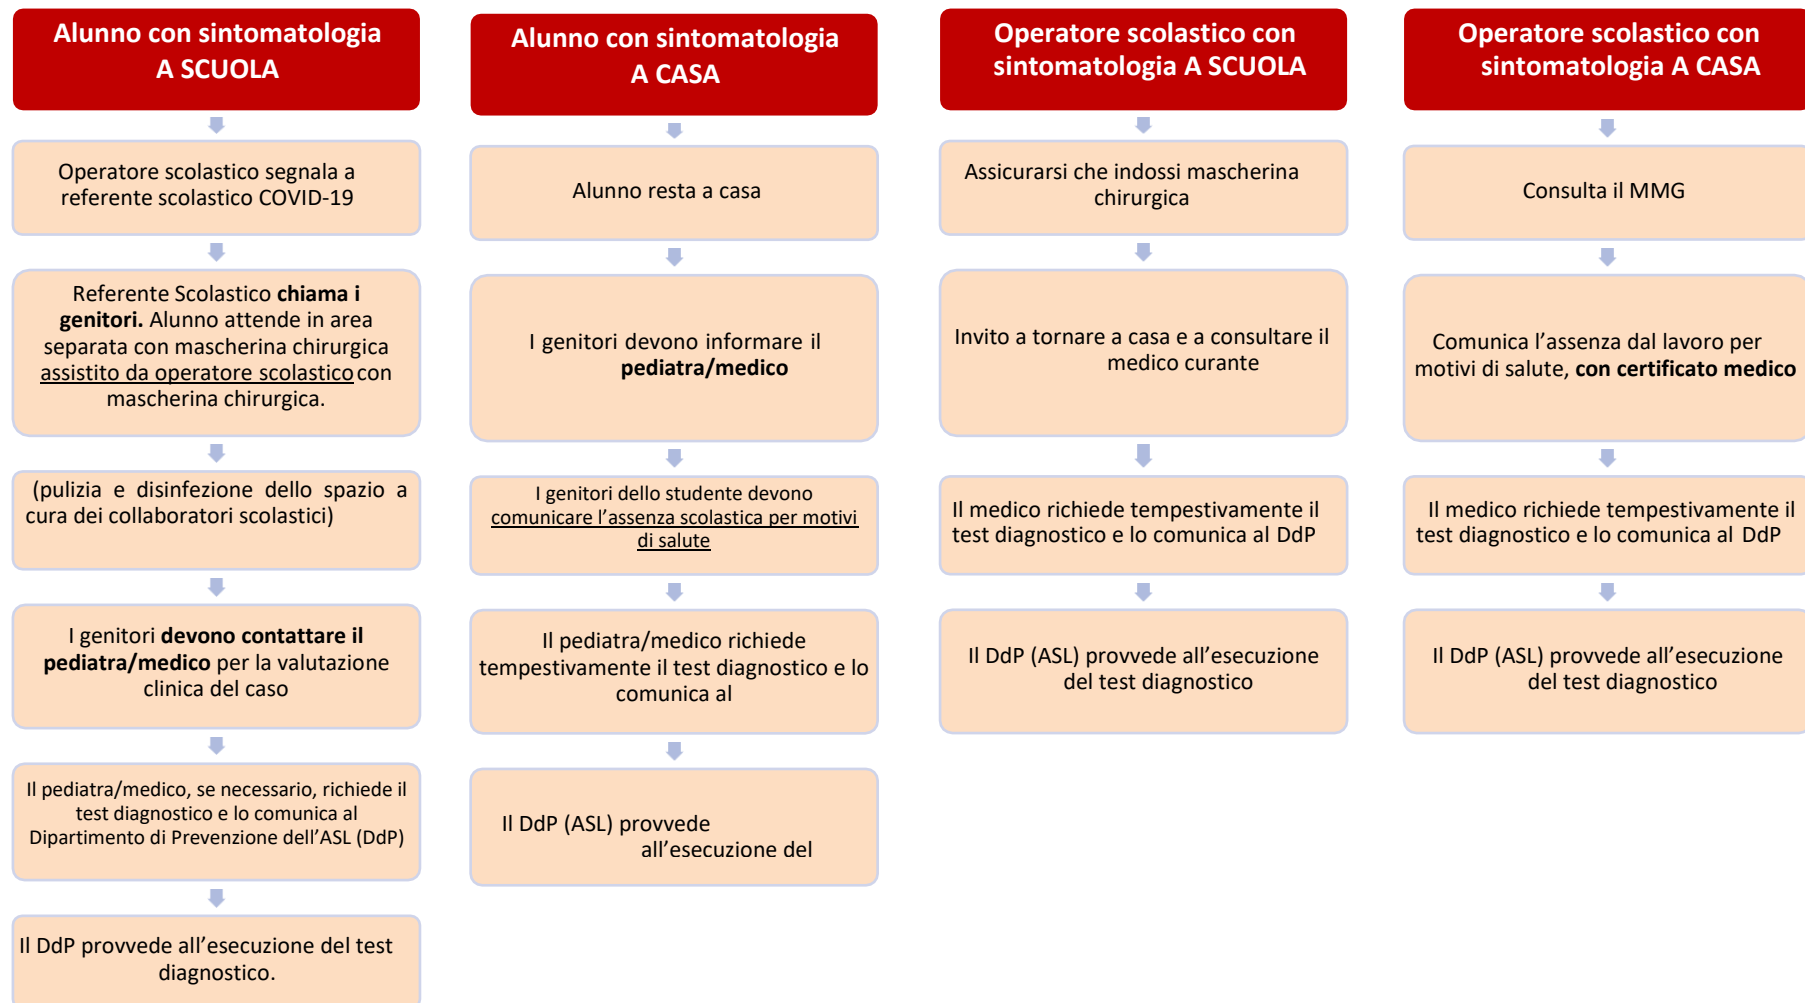 Alunno con sintomatologia
A SCUOLA
Operatore scolastico segnala a
referente scolastico COVID-19
Referente Scolastico chiama i
genitori. Alunno attende in area
separata con mascherina chirurgica
assistito da operatore scolastico con
mascherina chirurgica.
(pulizia e disinfezione dello spazio a
cura dei collaboratori scolastici)
I genitori devono contattare il
pediatra/medico per la valutazione
clinica del caso
Il pediatra/medico, se necessario, richiede il
test diagnostico e lo comunica al
Dipartimento di Prevenzione dell’ASL (DdP)
Il DdP provvede all’esecuzione del test
diagnostico.
Alunno con sintomatologia
A CASA
Alunno resta a casa
I genitori devono informare il
pediatra/medico
I genitori dello studente devono
comunicare l’assenza scolastica per motivi
di salute
Il pediatra/medico richiede
tempestivamente il test diagnostico e lo
comunica al
Il DdP (ASL) provvede
all’esecuzione del
Operatore scolastico con
sintomatologia A SCUOLA
Assicurarsi che indossi mascherina
chirurgica
Invito a tornare a casa e a consultare il
medico curante
Il medico richiede tempestivamente il
test diagnostico e lo comunica al DdP
Il DdP (ASL) provvede all’esecuzione
del test diagnostico
Operatore scolastico con
sintomatologia A CASA
Consulta il MMG
Comunica l’assenza dal lavoro per
motivi di salute, con certificato medico
Il medico richiede tempestivamente il
test diagnostico e lo comunica al DdP
Il DdP (ASL) provvede all’esecuzione
del test diagnostico